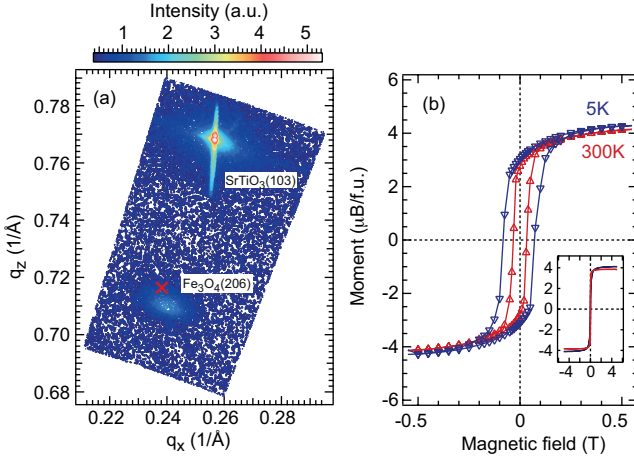 Intensity (a.u.)
1 2 3 4 5
(a)
0.78
0.76
0.74
0.72
0.70
0.68
q_z (1/Å)
SrTiO₃(103)
Fe₃O₄(206)
0.22 0.24 0.26 0.28
qₓ (1/Å)
(b)
5K
300K
6
4
2
0
-2
-4
-6
Moment (μB/f.u.)
4
2
0
-2
-4
-4 0 4
-0.5 0 0.5
Magnetic field (T)